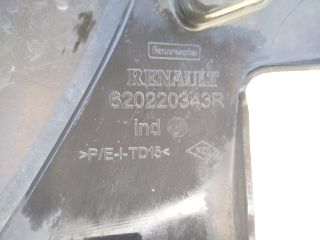 RENAULT
620220343R
ind
>P/E-I-TD15<